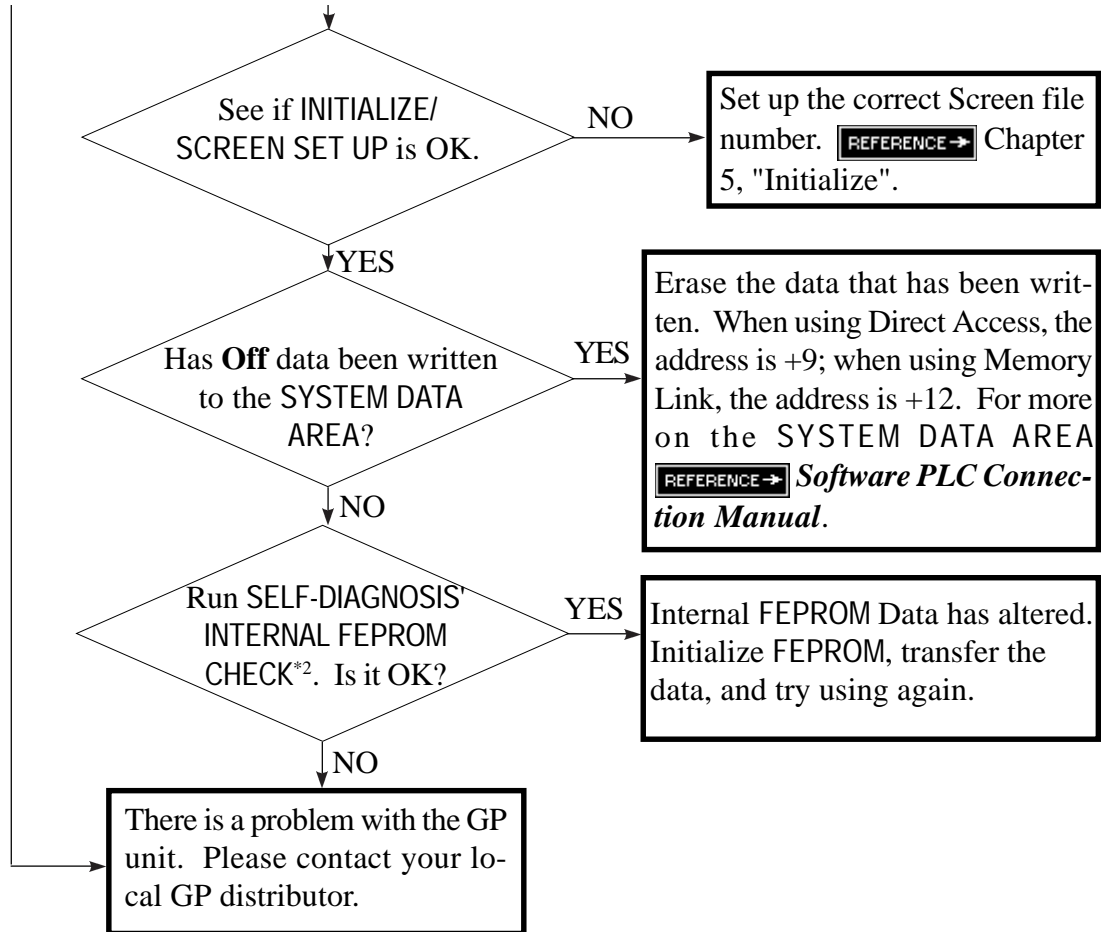 See if INITIALIZE/
SCREEN SET UP is OK.
NO
Set up the correct Screen file
number. REFERENCE Chapter
5, "Initialize".
YES
Has Off data been written
to the SYSTEM DATA
AREA?
YES
Erase the data that has been writ-
ten. When using Direct Access, the
address is +9; when using Memory
Link, the address is +12. For more
on the SYSTEM DATA AREA
REFERENCE Software PLC Connec-
tion Manual.
NO
Run SELF-DIAGNOSIS'
INTERNAL FEPROM
CHECK*2. Is it OK?
YES
Internal FEPROM Data has altered.
Initialize FEPROM, transfer the
data, and try using again.
NO
There is a problem with the GP
unit. Please contact your lo-
cal GP distributor.